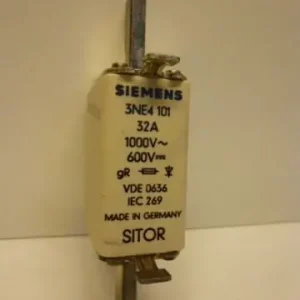 SIEMENS
3NE4 101
32A
1000V~
600V⎓
gR
VDE 0636
IEC 269
MADE IN GERMANY
SITOR